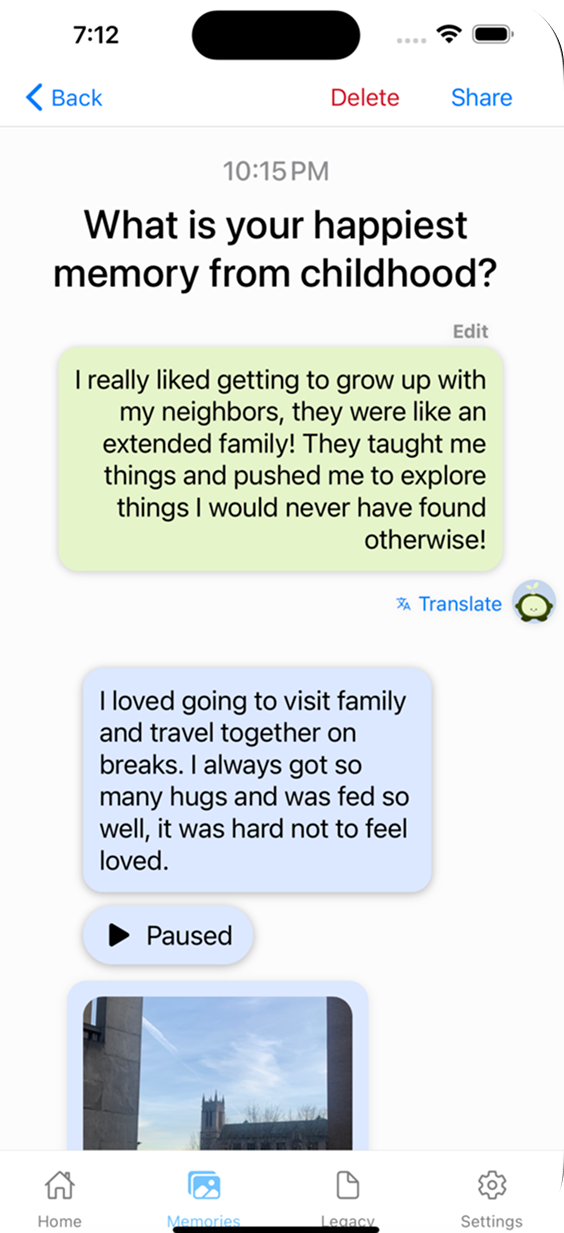 7:12
Back
Delete
Share
10:15 PM
What is your happiest
memory from childhood?
Edit
I really liked getting to grow up with
my neighbors, they were like an
extended family! They taught me
things and pushed me to explore
things I would never have found
otherwise!
Translate
I loved going to visit family
and travel together on
breaks. I always got so
many hugs and was fed so
well, it was hard not to feel
loved.
Paused
Home
Memories
Legacy
Settings